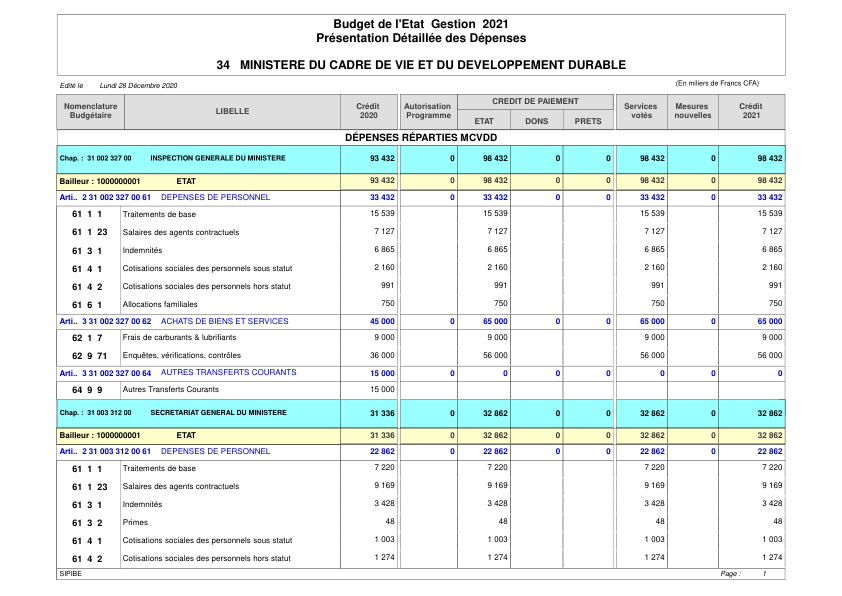 Budget de l'Etat Gestion 2021
Présentation Détaillée des Dépenses
34 MINISTERE DU CADRE DE VIE ET DU DEVELOPPEMENT DURABLE
Edité le Lundi 28 Décembre 2020 (En miliers de Francs CFA)
Nomenclature Budgétaire LIBELLE Crédit 2020 Autorisation Programme CREDIT DE PAIEMENT ETAT DONS PRETS Services votés Mesures nouvelles Crédit 2021
DÉPENSES RÉPARTIES MCVDD
Chap. : 31 002 327 00 INSPECTION GENERALE DU MINISTERE 93 432 0 98 432 0 0 98 432 0 98 432
Bailleur : 1000000001 ETAT 93 432 0 98 432 0 0 98 432 0 98 432
Arti.. 2 31 002 327 00 61 DEPENSES DE PERSONNEL 33 432 0 33 432 0 0 33 432 0 33 432
61 1 1 Traitements de base 15 539 15 539 15 539 15 539
61 1 23 Salaires des agents contractuels 7 127 7 127 7 127 7 127
61 3 1 Indemnités 6 865 6 865 6 865 6 865
61 4 1 Cotisations sociales des personnels sous statut 2 160 2 160 2 160 2 160
61 4 2 Cotisations sociales des personnels hors statut 991 991 991 991
61 6 1 Allocations familiales 750 750 750 750
Arti.. 3 31 002 327 00 62 ACHATS DE BIENS ET SERVICES 45 000 0 65 000 0 0 65 000 0 65 000
62 1 7 Frais de carburants & lubrifiants 9 000 9 000 9 000 9 000
62 9 71 Enquêtes, vérifications, contrôles 36 000 56 000 56 000 56 000
Arti.. 3 31 002 327 00 64 AUTRES TRANSFERTS COURANTS 15 000 0 0 0 0 0 0 0
64 9 9 Autres Transferts Courants 15 000
Chap. : 31 003 312 00 SECRETARIAT GENERAL DU MINISTERE 31 336 0 32 862 0 0 32 862 0 32 862
Bailleur : 1000000001 ETAT 31 336 0 32 862 0 0 32 862 0 32 862
Arti.. 2 31 003 312 00 61 DEPENSES DE PERSONNEL 22 862 0 22 862 0 0 22 862 0 22 862
61 1 1 Traitements de base 7 220 7 220 7 220 7 220
61 1 23 Salaires des agents contractuels 9 169 9 169 9 169 9 169
61 3 1 Indemnités 3 428 3 428 3 428 3 428
61 3 2 Primes 48 48 48 48
61 4 1 Cotisations sociales des personnels sous statut 1 003 1 003 1 003 1 003
61 4 2 Cotisations sociales des personnels hors statut 1 274 1 274 1 274 1 274
SIPIBE Page : 1